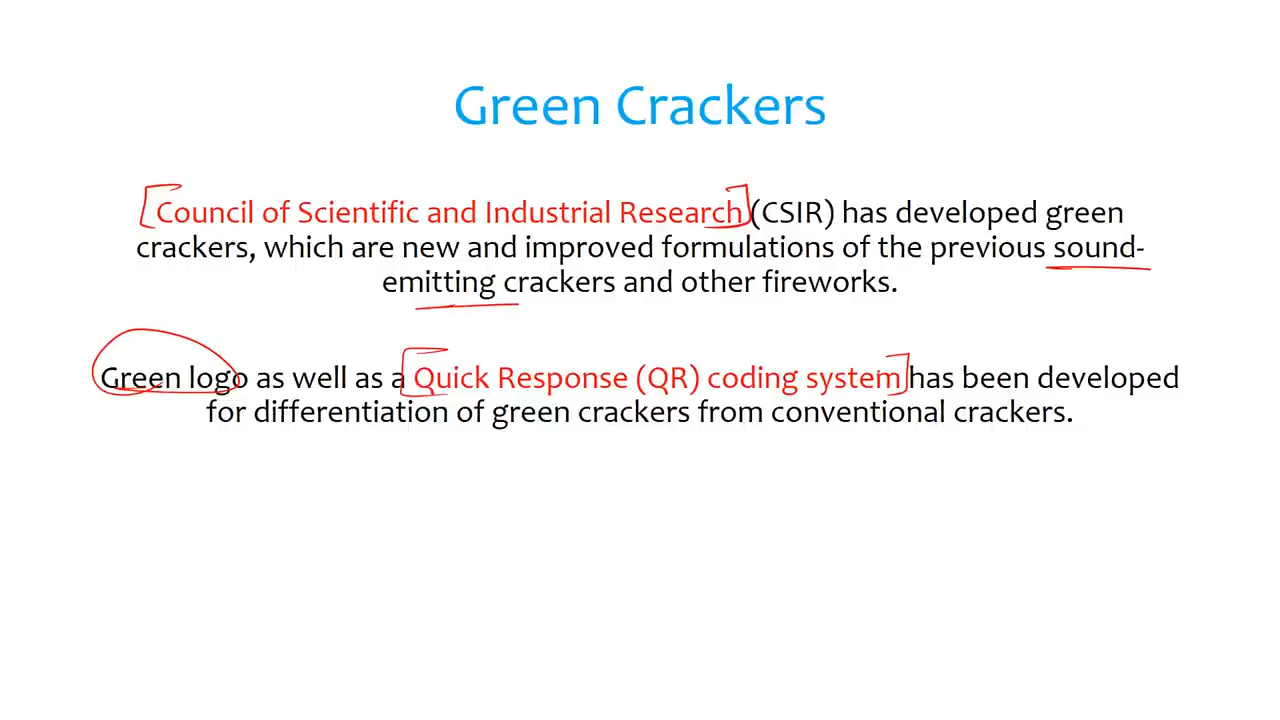 Green Crackers
Council of Scientific and Industrial Research (CSIR) has developed green
crackers, which are new and improved formulations of the previous sound-
emitting crackers and other fireworks.
Green logo as well as a Quick Response (QR) coding system has been developed
for differentiation of green crackers from conventional crackers.